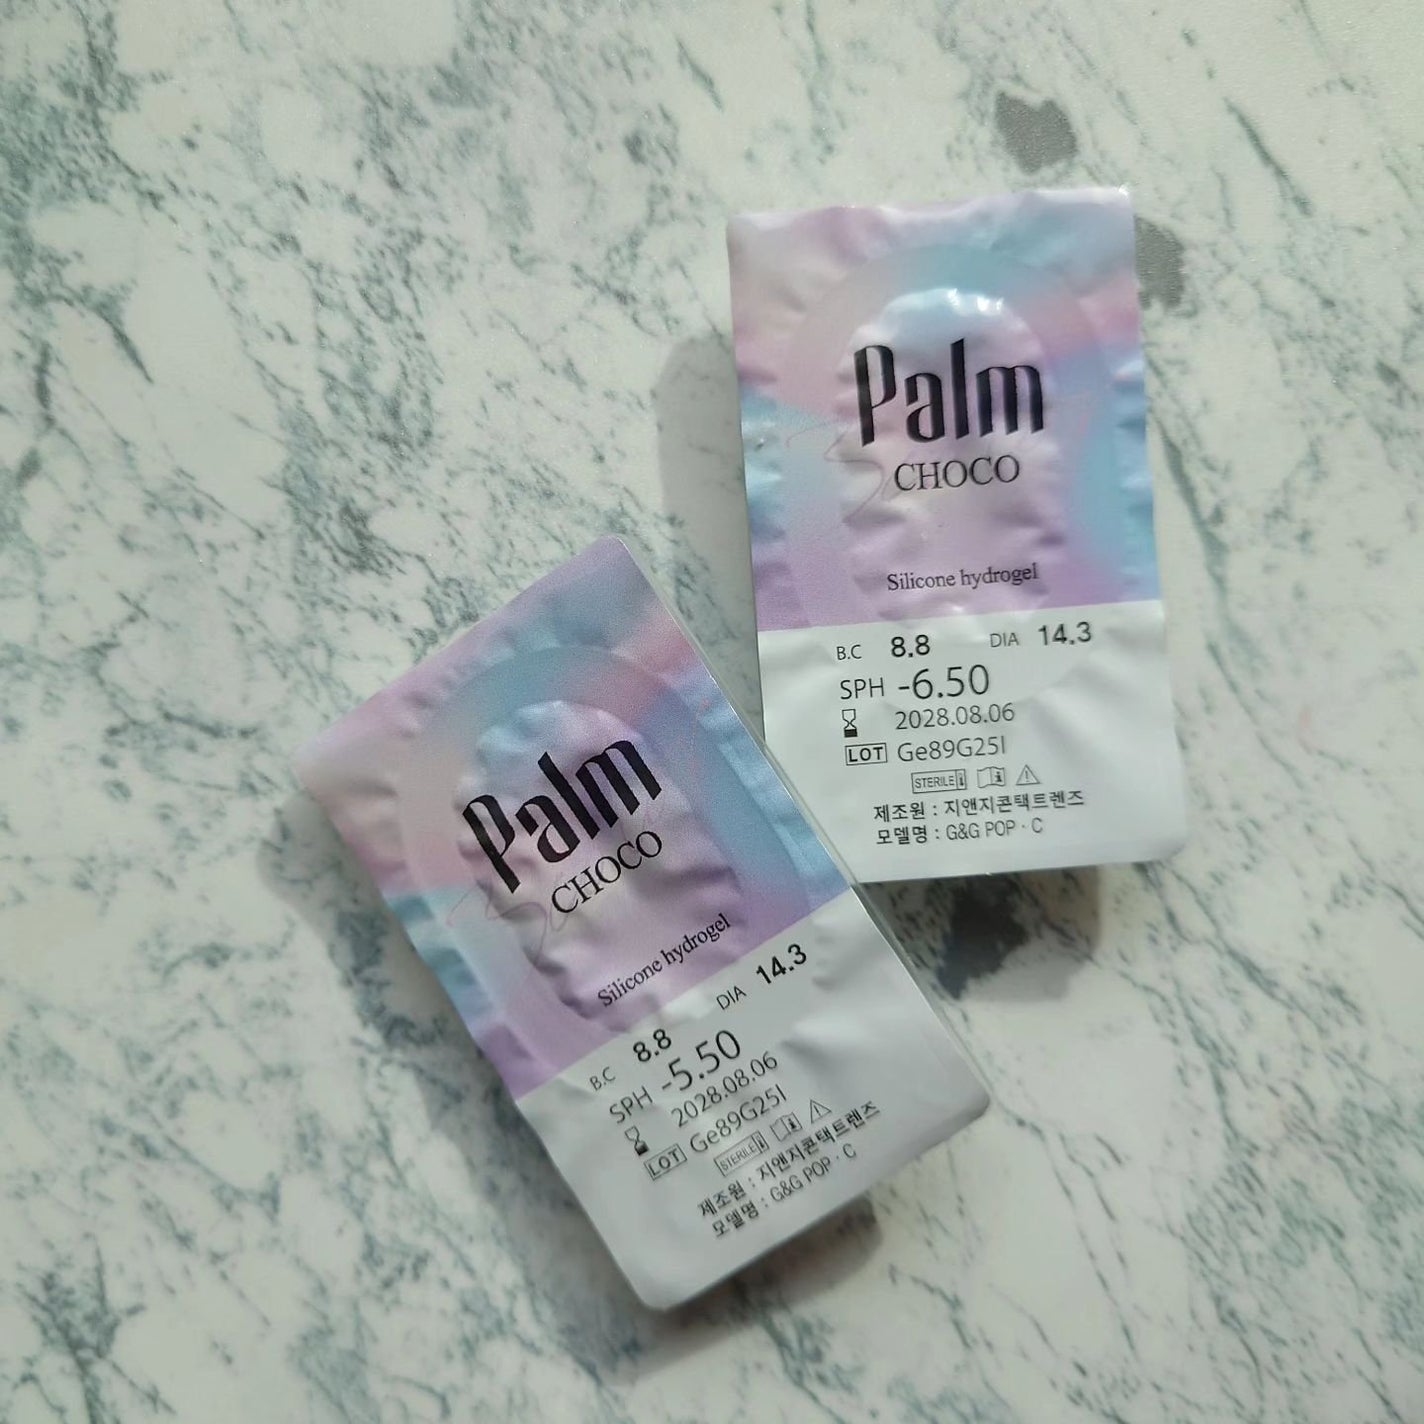 Palm
CHOCO
Silicone hydrogel
B.C 8.8 DIA 14.3
SPH -6.50
2028.08.06
LOT Ge89G25I
STERILE
제조원 : 지앤지콘택트렌즈
모델명 : G&G POP · C
Palm
CHOCO
Silicone hydrogel
B.C 8.8 DIA 14.3
SPH -5.50
2028.08.06
LOT Ge89G25I
STERILE
제조원 : 지앤지콘택트렌즈
모델명 : G&G POP · C